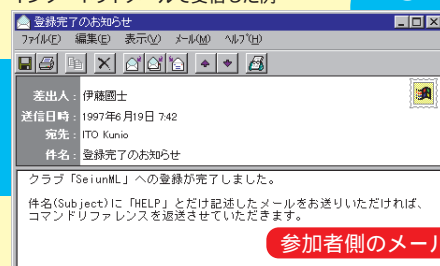 登録完了のお知らせ
ファイル(F) 編集(E) 表示(V) メール(M) ヘルプ(H)
差出人: 伊藤國士
送信日時: 1997年6月19日 7:42
宛先: ITO Kunio
件名: 登録完了のお知らせ
クラブ「SeiunML」への登録が完了しました。
件名(Subject)に「HELP」とだけ記述したメールをお送りいただければ、
コマンドリファレンスを返送させていただきます。
参加者側のメール